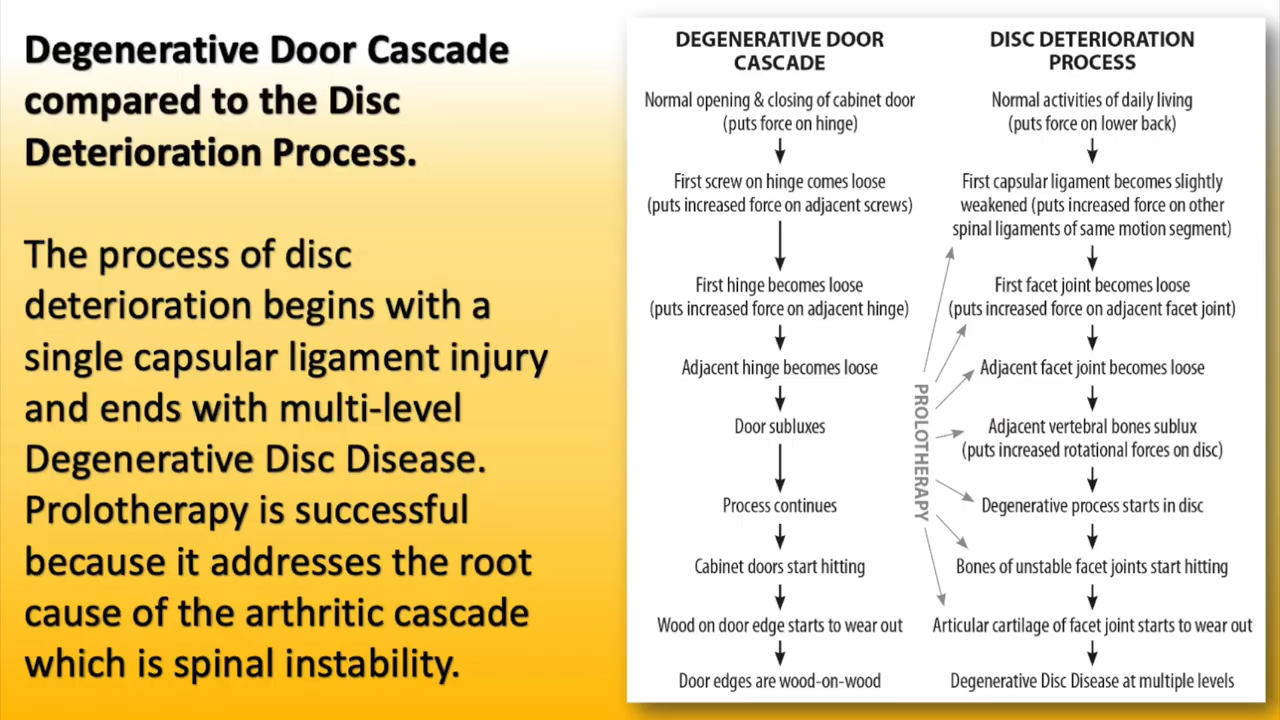 Degenerative Door Cascade
compared to the Disc
Deterioration Process.
The process of disc
deterioration begins with a
single capsular ligament injury
and ends with multi-level
Degenerative Disc Disease.
Prolotherapy is successful
because it addresses the root
cause of the arthritic cascade
which is spinal instability.
DEGENERATIVE DOOR
CASCADE
Normal opening & closing of cabinet door
(puts force on hinge)
First screw on hinge comes loose
(puts increased force on adjacent screws)
First hinge becomes loose
(puts increased force on adjacent hinge)
Adjacent hinge becomes loose
Door subluxes
Process continues
Cabinet doors start hitting
Wood on door edge starts to wear out
Door edges are wood-on-wood
PROLOTHERAPY
DISC DETERIORATION
PROCESS
Normal activities of daily living
(puts force on lower back)
First capsular ligament becomes slightly
weakened (puts increased force on other
spinal ligaments of same motion segment)
First facet joint becomes loose
(puts increased force on adjacent facet joint)
Adjacent facet joint becomes loose
Adjacent vertebral bones sublux
(puts increased rotational forces on disc)
Degenerative process starts in disc
Bones of unstable facet joints start hitting
Articular cartilage of facet joint starts to wear out
Degenerative Disc Disease at multiple levels